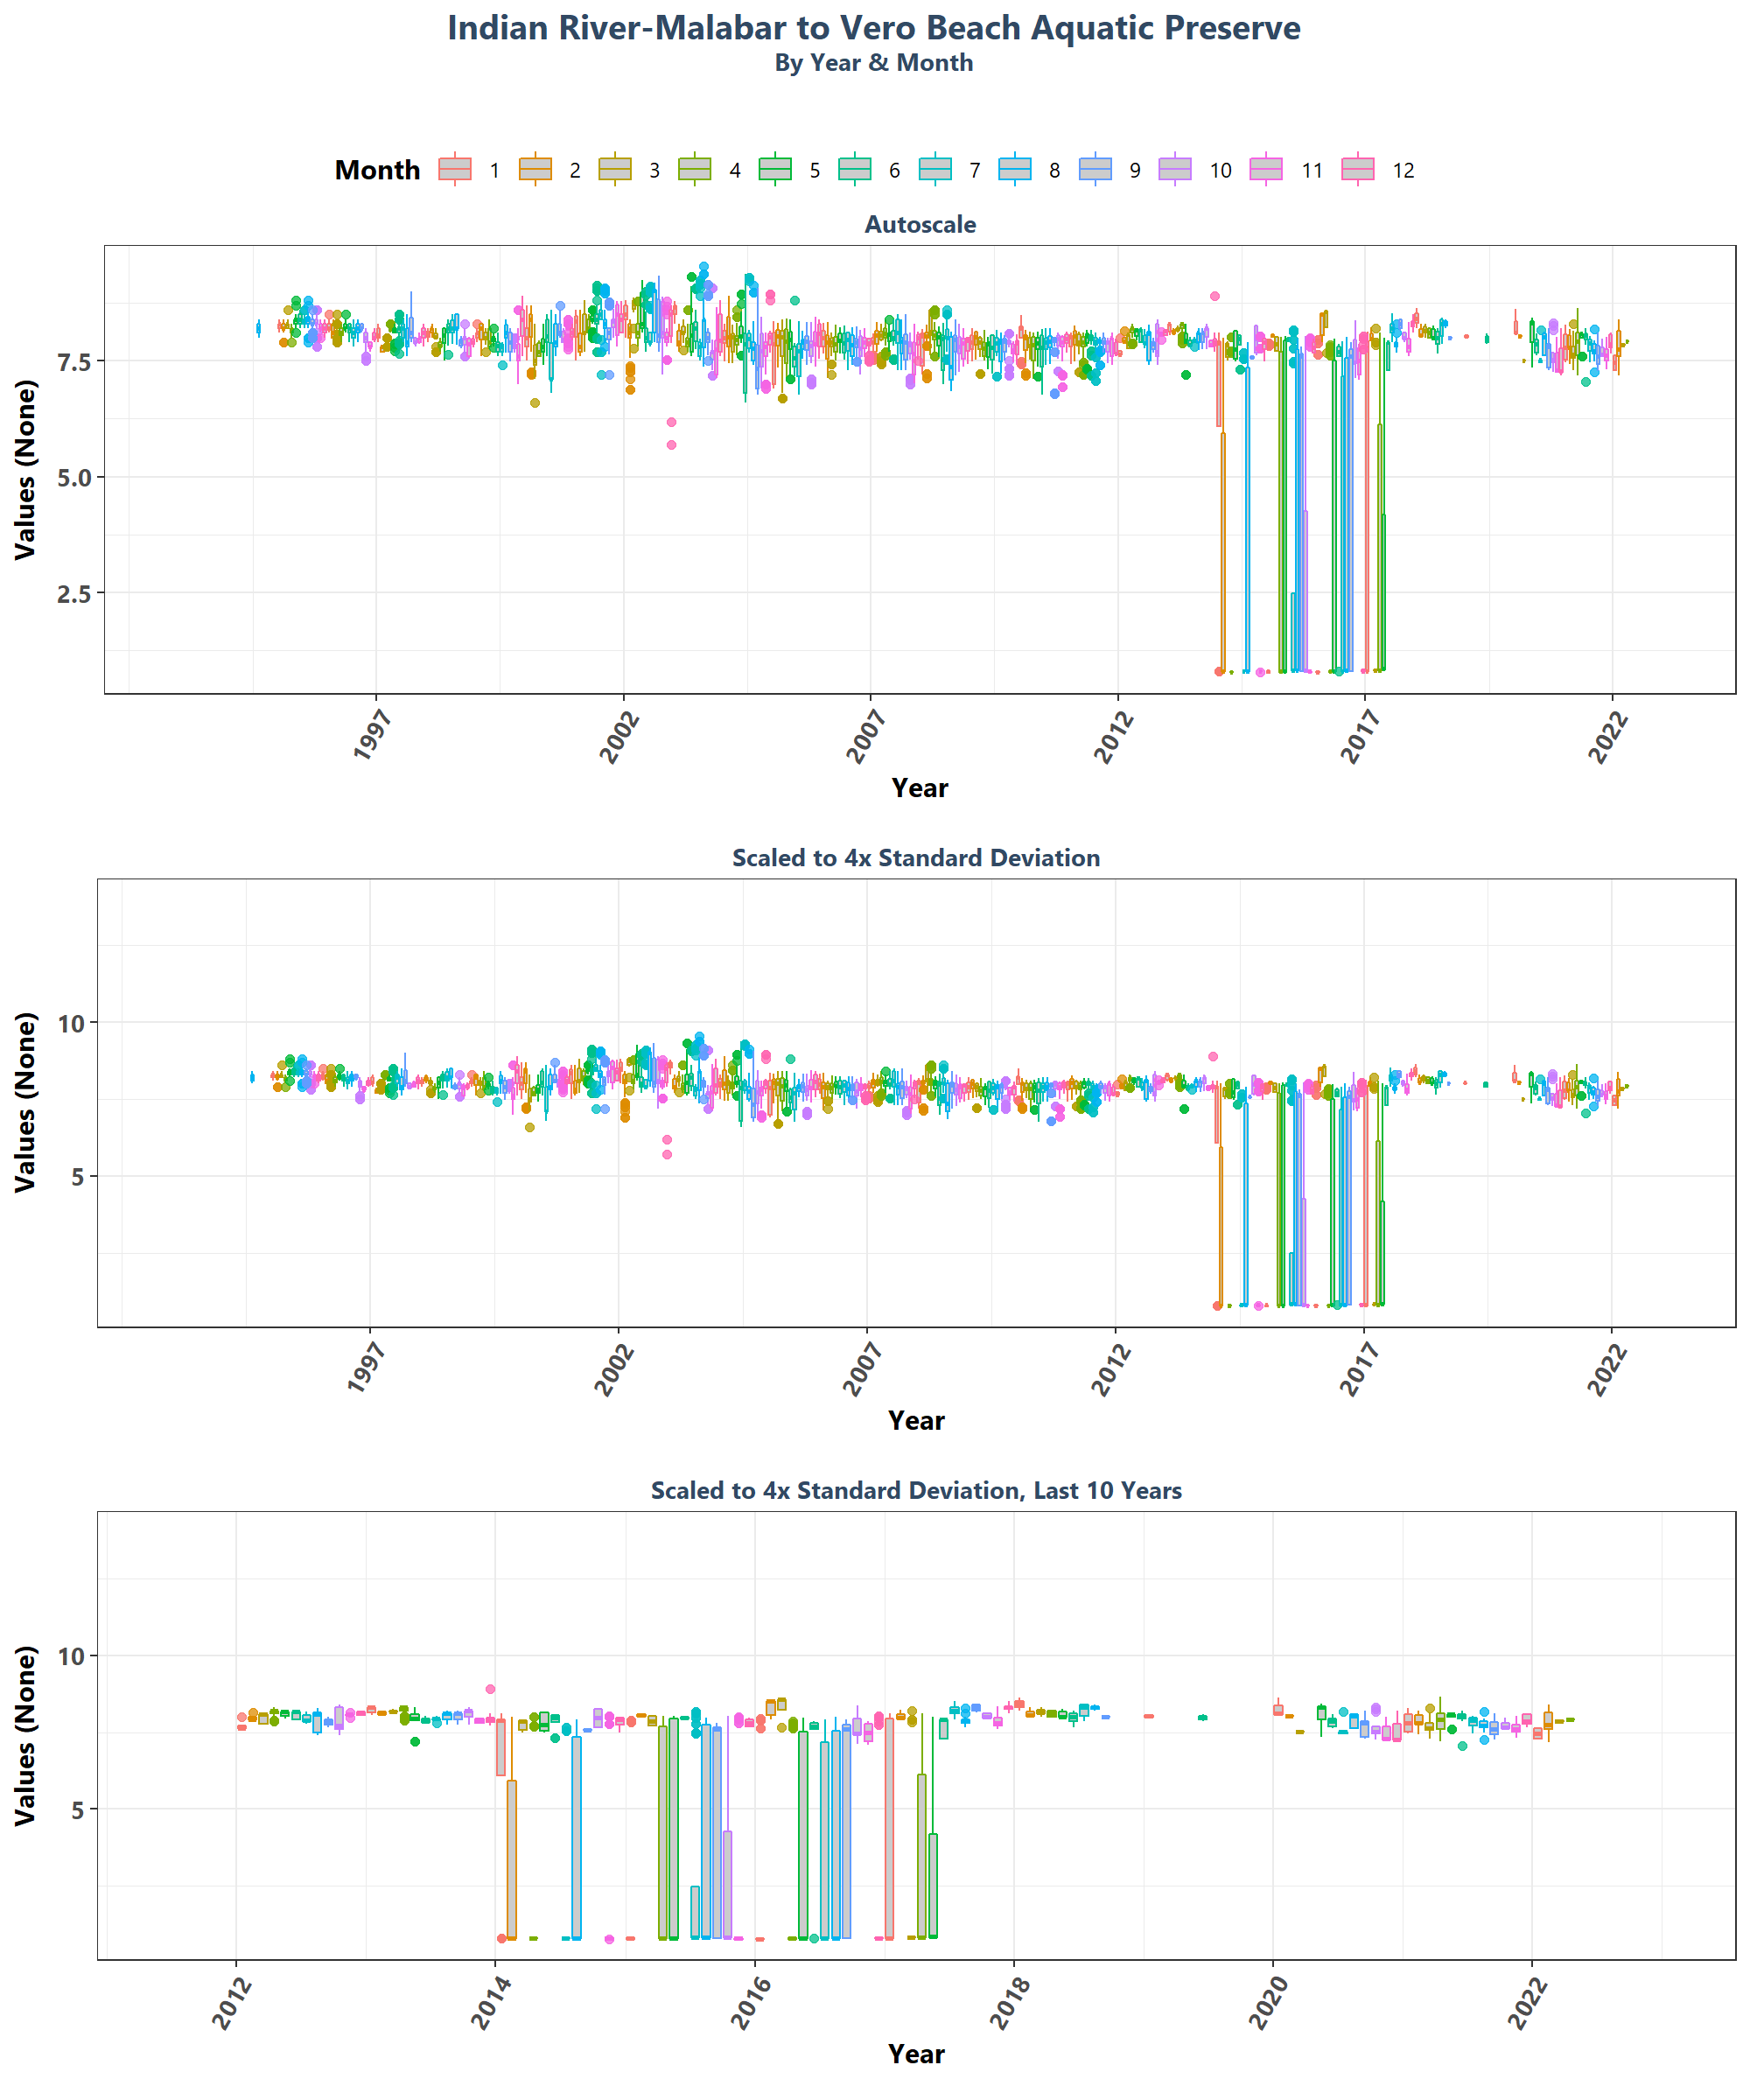 Indian River-Malabar to Vero Beach Aquatic Preserve
By Year & Month
Month 1 2 3 4 5 6 7 8 9 10 11 12
Autoscale
Values (None)
7.5
5.0
2.5
1997 2002 2007 2012 2017 2022
Year
Scaled to 4x Standard Deviation
Values (None)
10
5
1997 2002 2007 2012 2017 2022
Year
Scaled to 4x Standard Deviation, Last 10 Years
Values (None)
10
5
2012 2014 2016 2018 2020 2022
Year